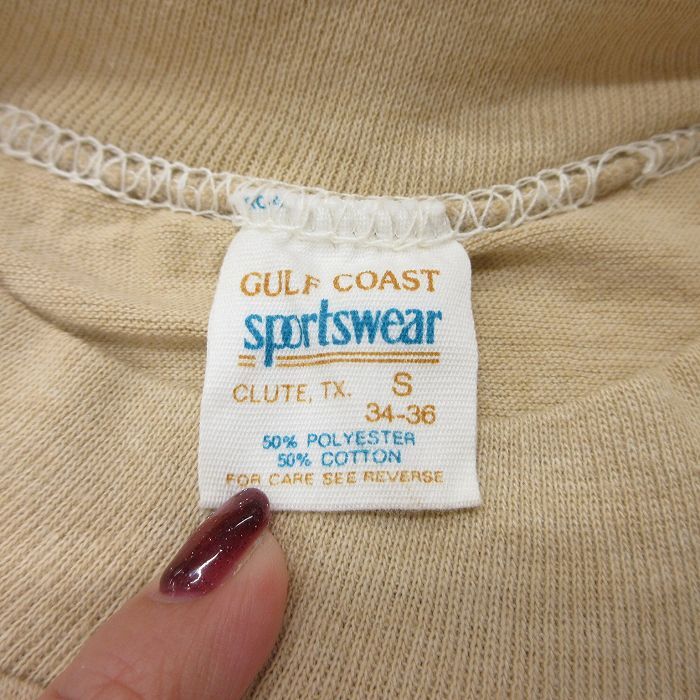 GULF COAST
sportswear
CLUTE, TX. S
34-36
50% POLYESTER
50% COTTON
FOR CARE SEE REVERSE